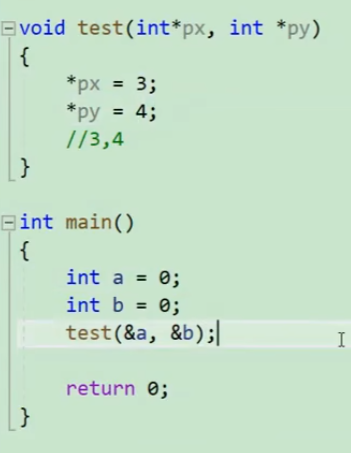 void test(int*px, int *py)
{
    *px = 3;
    *py = 4;
    //3,4
}
int main()
{
    int a = 0;
    int b = 0;
    test(&a, &b);
    return 0;
}